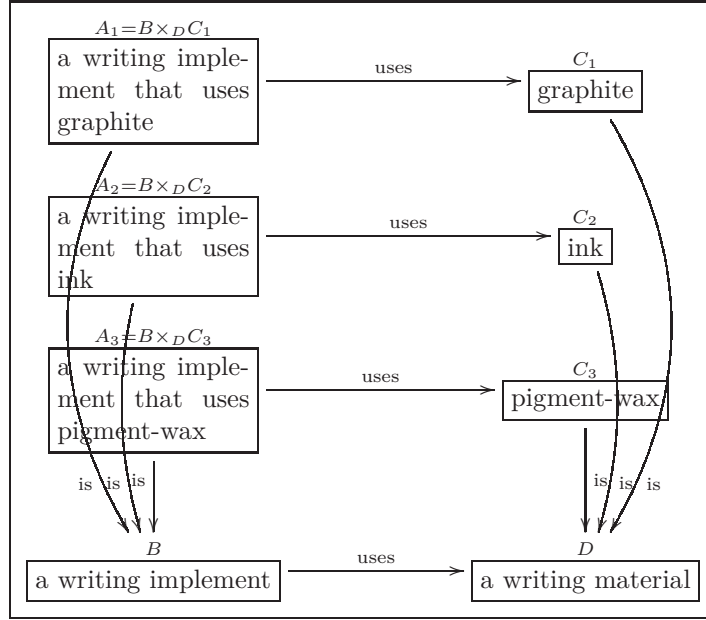 A₁=B×_DC₁
a writing imple-
ment that uses
graphite
uses
C₁
graphite
A₂=B×_DC₂
a writing imple-
ment that uses
ink
uses
C₂
ink
A₃=B×_DC₃
a writing imple-
ment that uses
pigment-wax
uses
C₃
pigment-wax
is is is
is is is
B
a writing implement
uses
D
a writing material